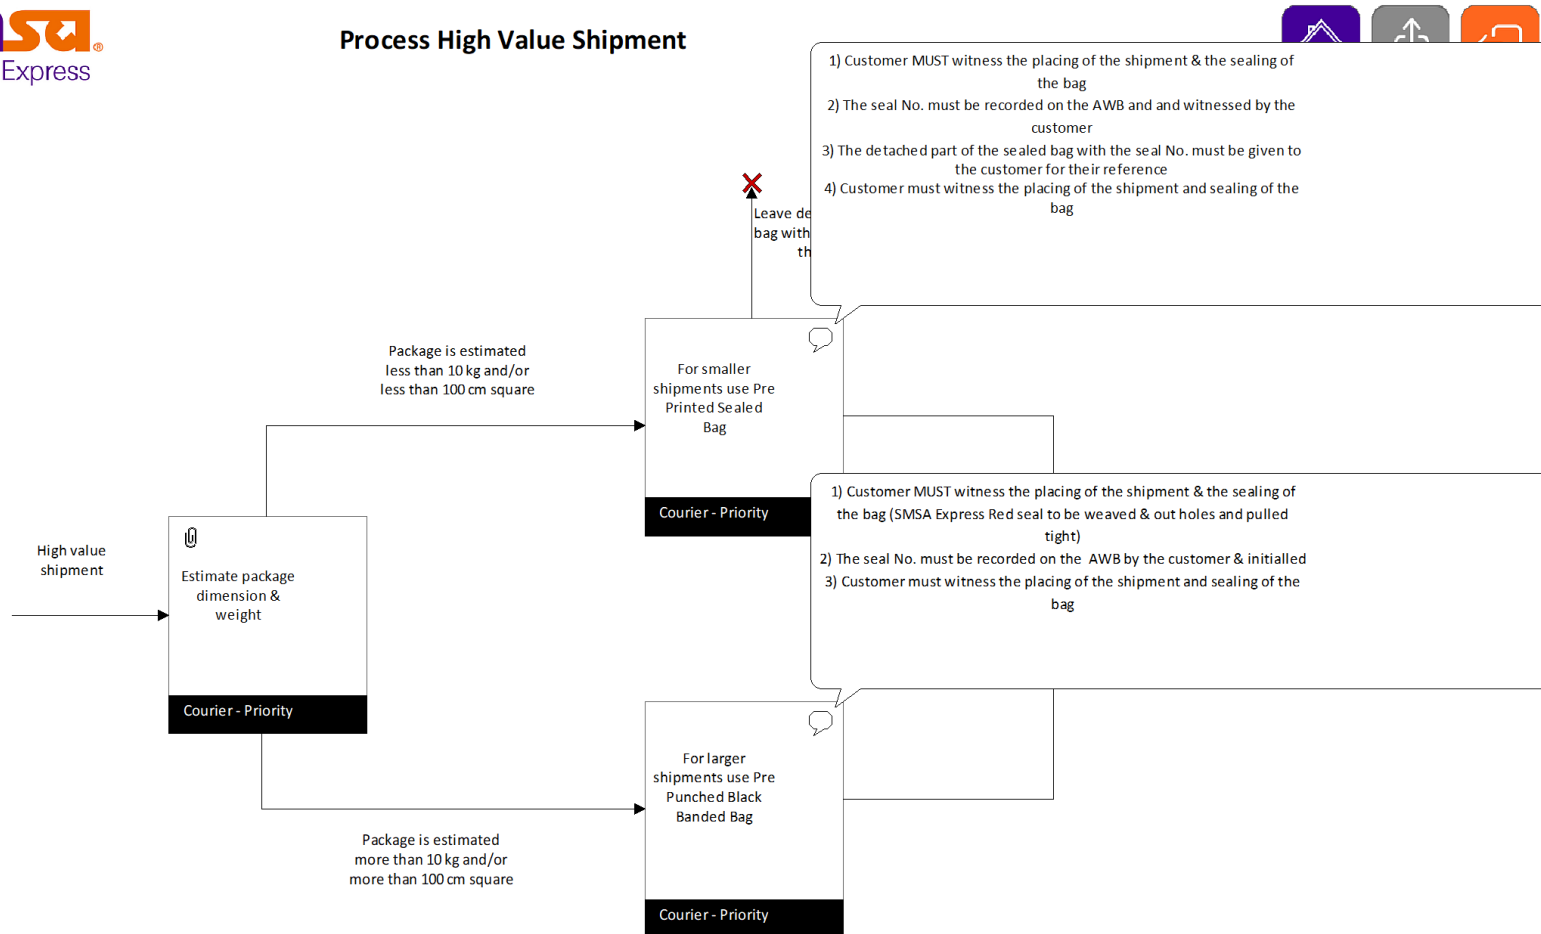 Process High Value Shipment
sa®
Express
1) Customer MUST witness the placing of the shipment & the sealing of
the bag
2) The seal No. must be recorded on the AWB and and witnessed by the
customer
3) The detached part of the sealed bag with the seal No. must be given to
the customer for their reference
4) Customer must witness the placing of the shipment and sealing of the
bag
Leave
bag with
Package is estimated
less than 10 kg and/or
less than 100 cm square
For smaller
shipments use Pre
Printed Sealed
Bag
Courier - Priority
1) Customer MUST witness the placing of the shipment & the sealing of
the bag (SMSA Express Red seal to be weaved & out holes and pulled
tight)
2) The seal No. must be recorded on the AWB by the customer & initialled
3) Customer must witness the placing of the shipment and sealing of the
bag
High value
shipment
Estimate package
dimension &
weight
Courier - Priority
For larger
shipments use Pre
Punched Black
Banded Bag
Courier - Priority
Package is estimated
more than 10 kg and/or
more than 100 cm square